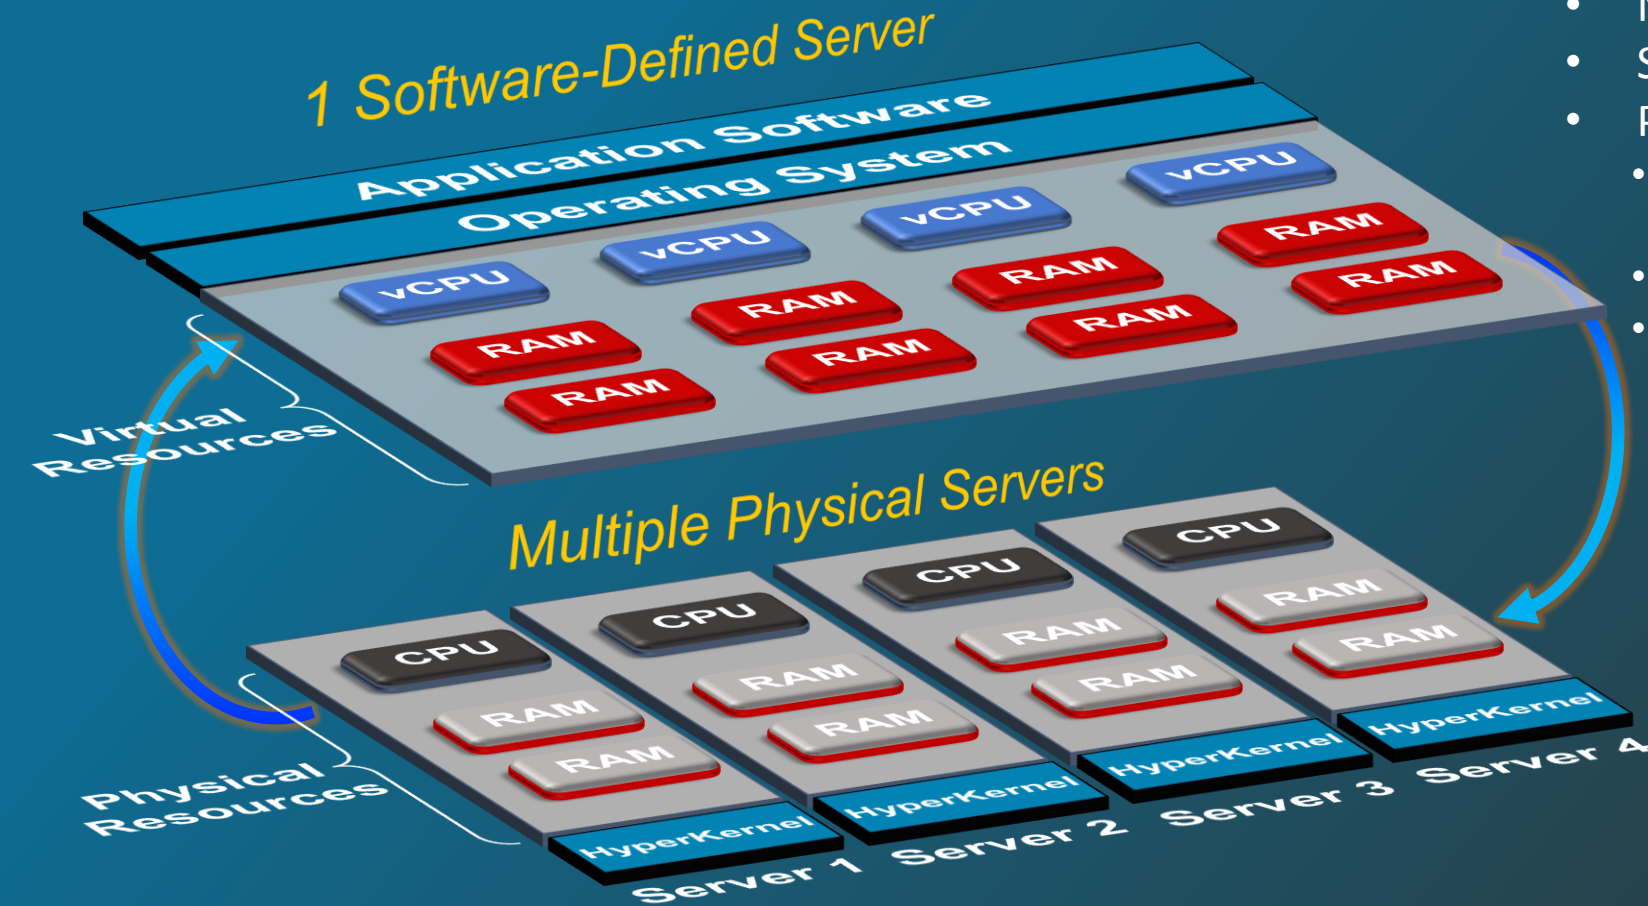 1 Software-Defined Server
Application Software
Operating System
vCPU vCPU vCPU vCPU
RAM RAM RAM RAM
RAM RAM RAM RAM
Virtual
Resources
Multiple Physical Servers
CPU CPU CPU CPU
RAM RAM RAM RAM
RAM RAM RAM RAM
Physical
Resources
HyperKernel HyperKernel HyperKernel HyperKernel
Server 1 Server 2 Server 3 Server 4